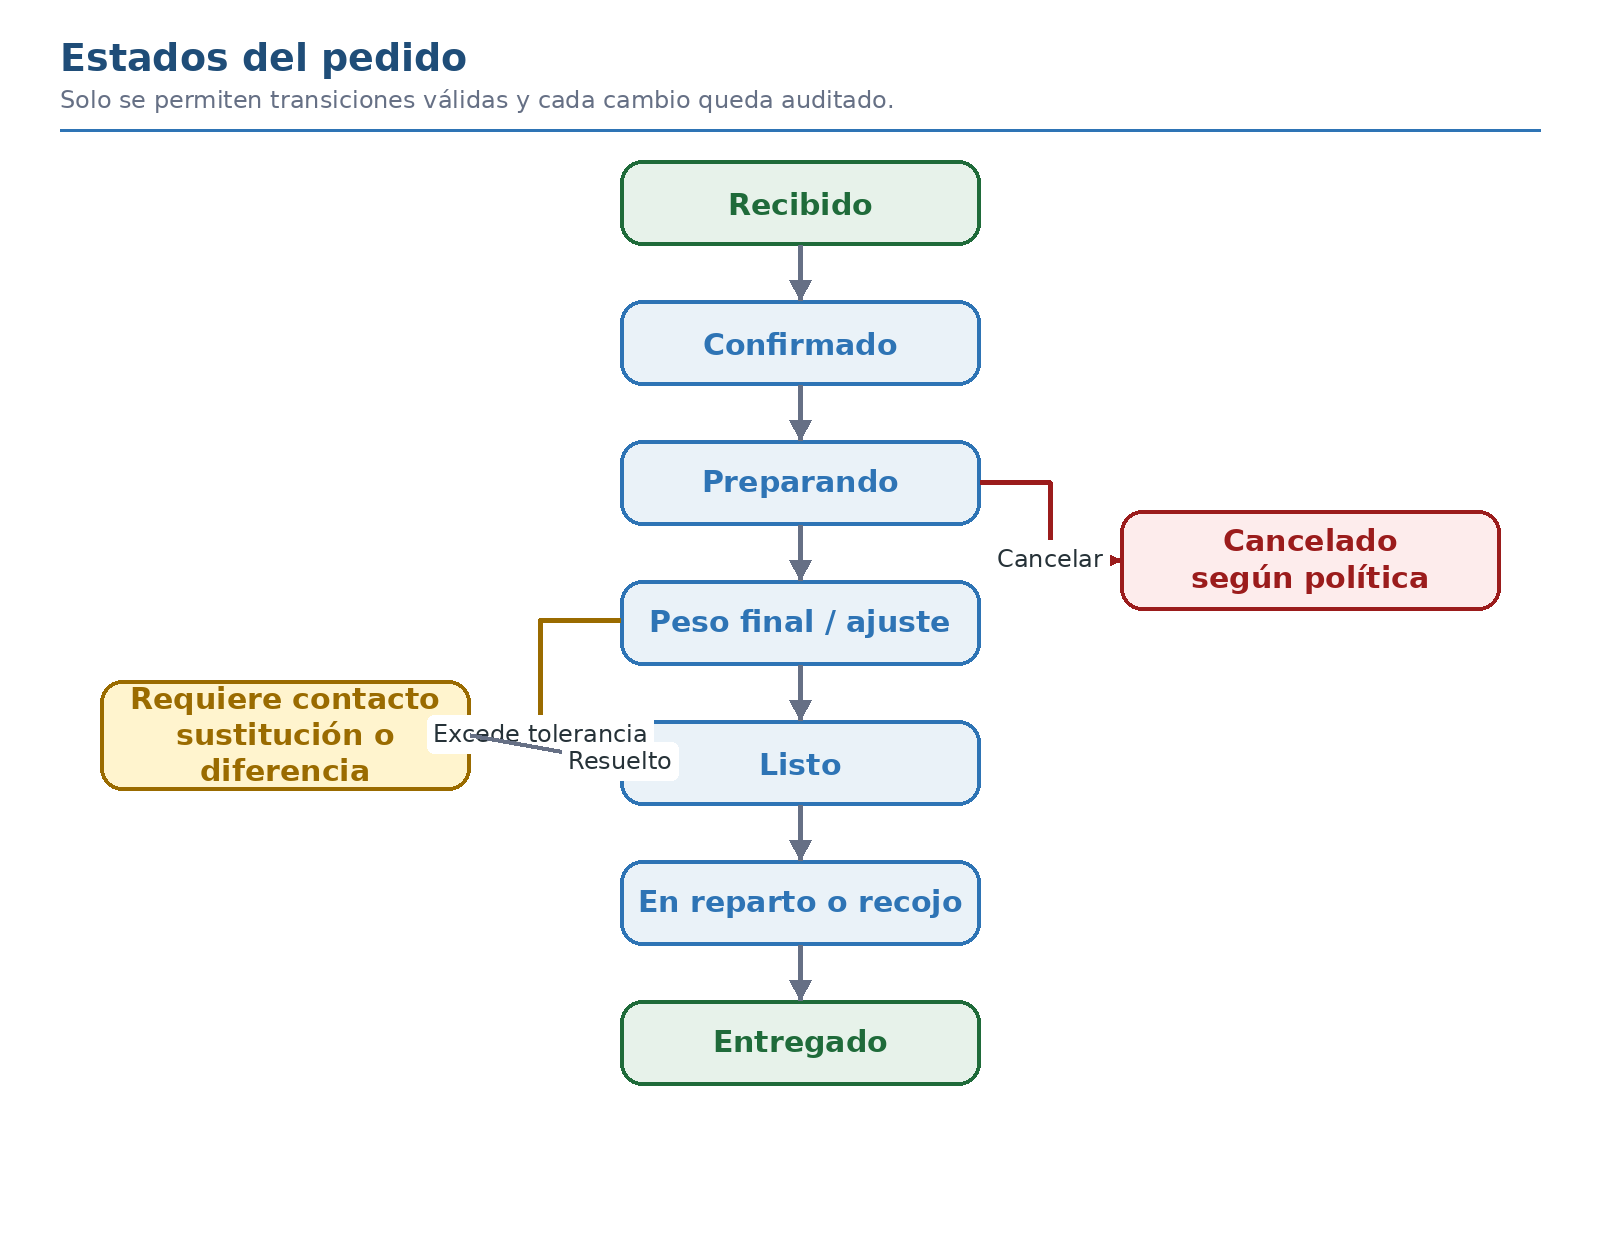 Estados del pedido
Solo se permiten transiciones válidas y cada cambio queda auditado.
Recibido
Confirmado
Preparando
Cancelar
Cancelado
según política
Peso final / ajuste
Requiere contacto
sustitución o
diferencia
Excede tolerancia
Resuelto
Listo
En reparto o recojo
Entregado